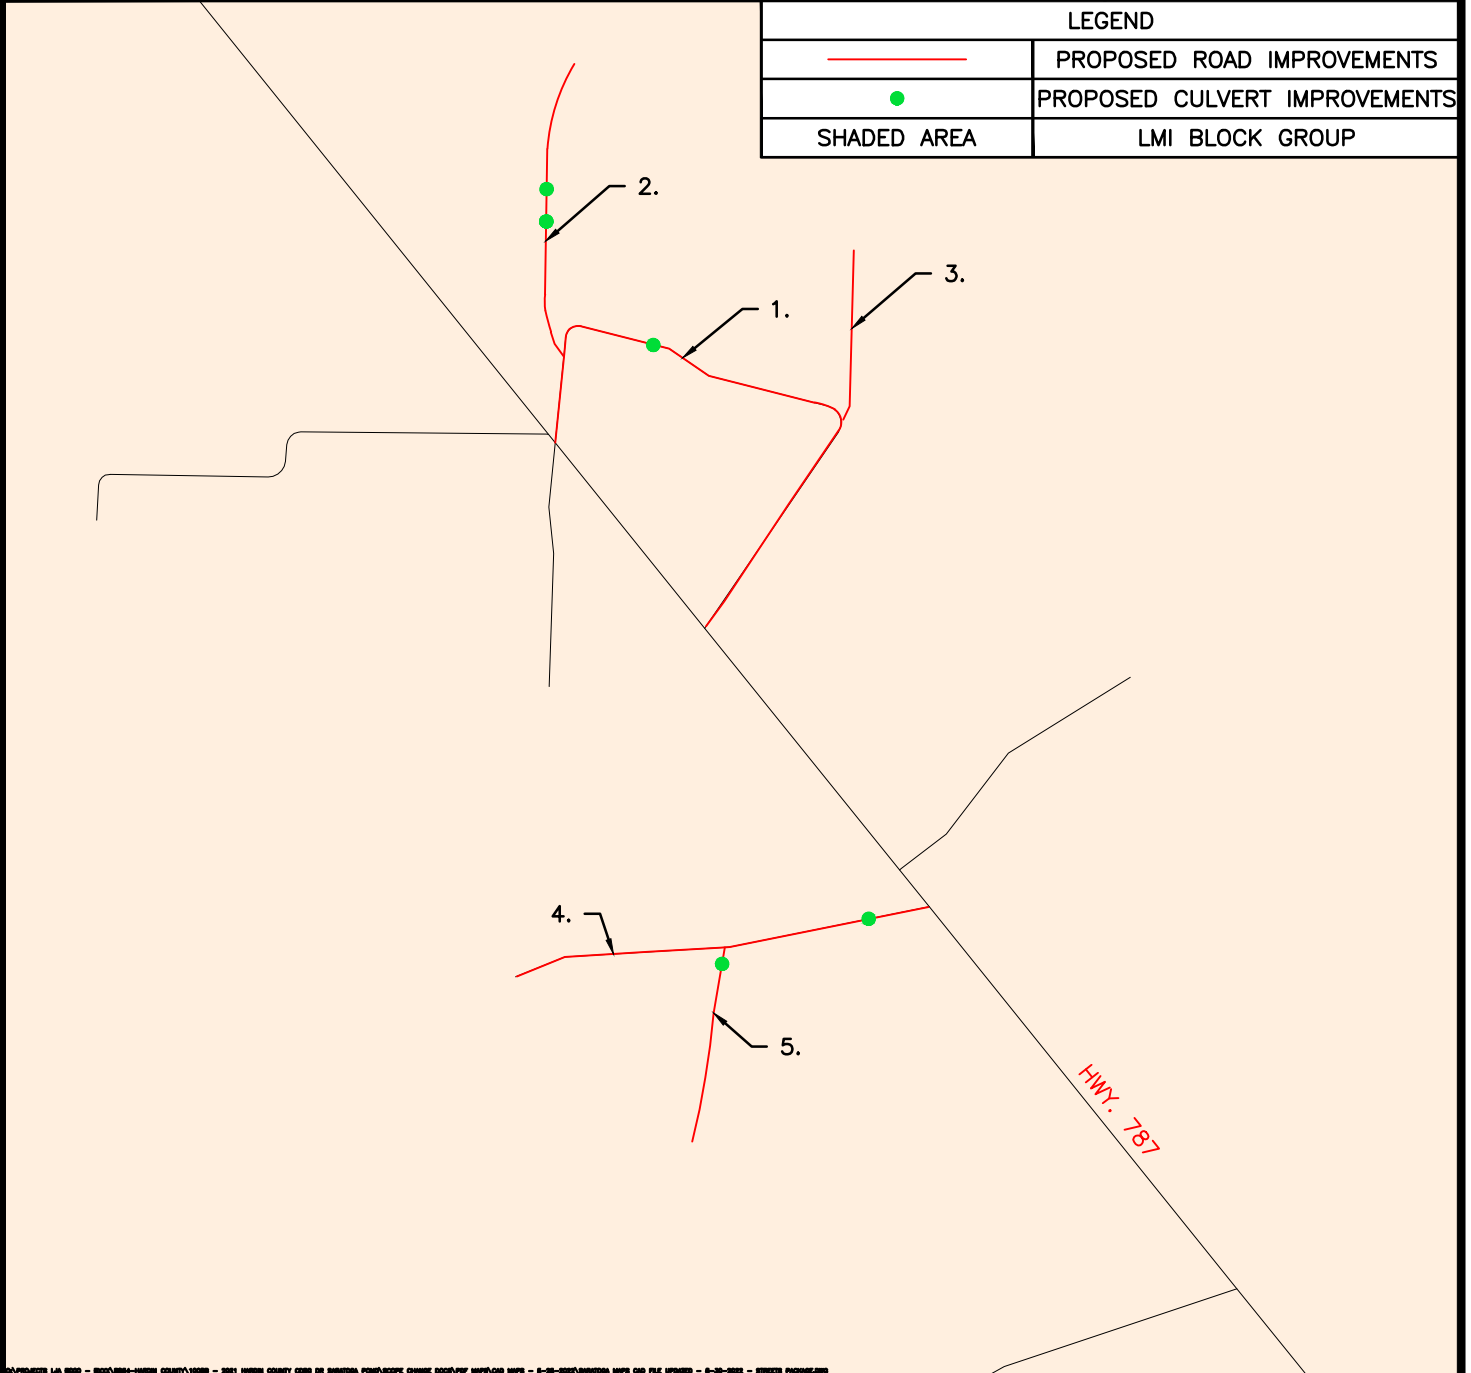 LEGEND
PROPOSED ROAD IMPROVEMENTS
PROPOSED CULVERT IMPROVEMENTS
SHADED AREA LMI BLOCK GROUP
2.
3.
1.
4.
5.
HWY. 787